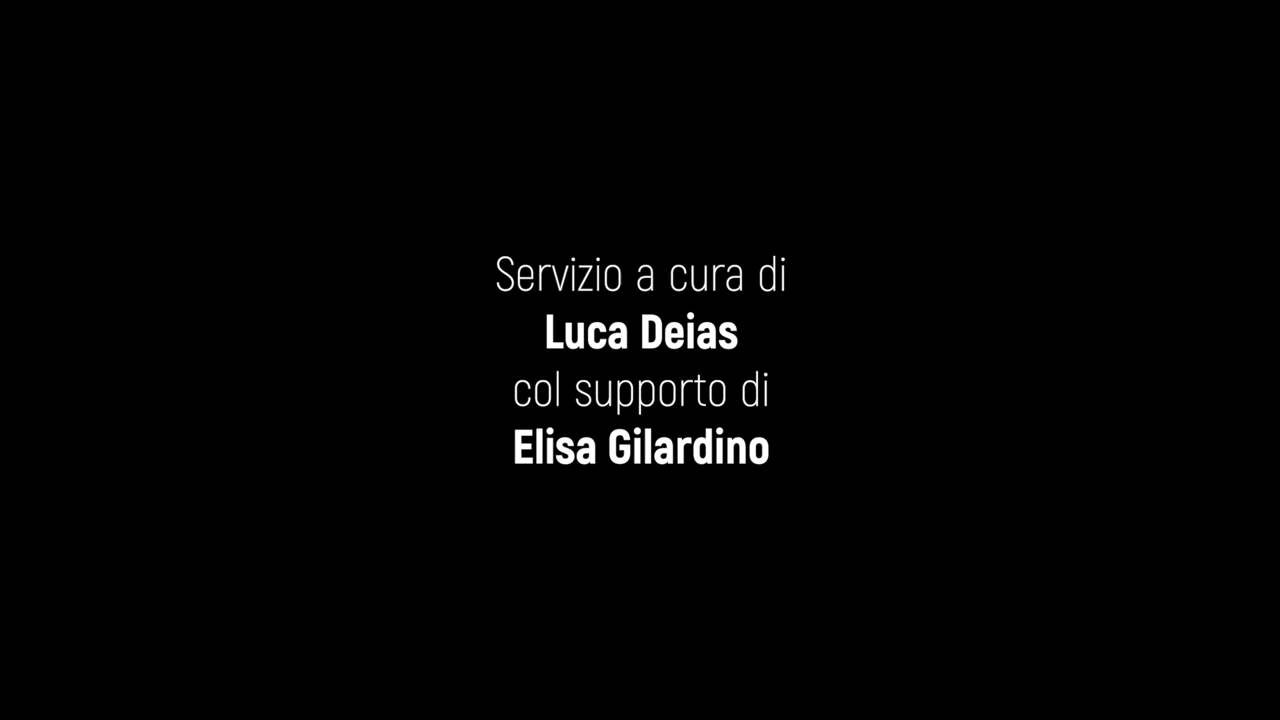 Servizio a cura di
Luca Deias
col supporto di
Elisa Gilardino